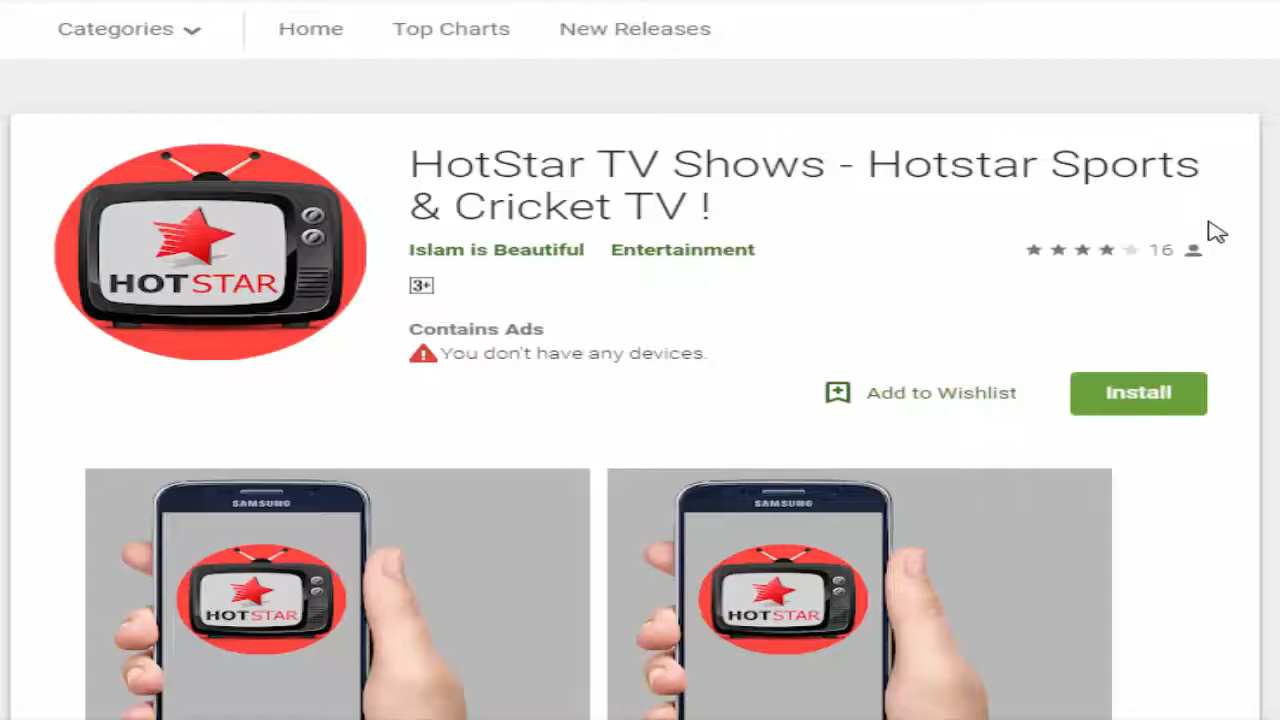 Categories
Home
Top Charts
New Releases
HotStar TV Shows - Hotstar Sports
& Cricket TV !
Islam is Beautiful
Entertainment
16
3+
Contains Ads
You don't have any devices.
Add to Wishlist
Install
HOTSTAR
SAMSUNG
HOTSTAR
SAMSUNG
HOTSTAR